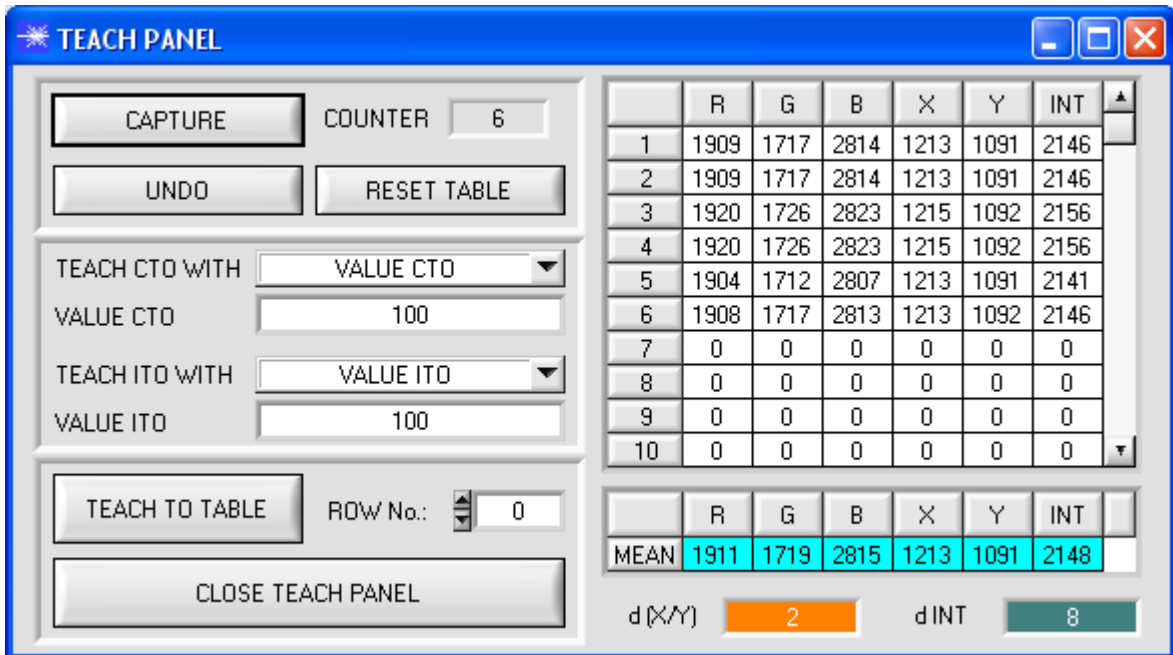 TEACH PANEL
CAPTURE COUNTER 6
UNDO RESET TABLE
TEACH CTO WITH VALUE CTO
VALUE CTO 100
TEACH ITO WITH VALUE ITO
VALUE ITO 100
TEACH TO TABLE ROW No.: 0
CLOSE TEACH PANEL
R G B X Y INT
1 1909 1717 2814 1213 1091 2146
2 1909 1717 2814 1213 1091 2146
3 1920 1726 2823 1215 1092 2156
4 1920 1726 2823 1215 1092 2156
5 1904 1712 2807 1213 1091 2141
6 1908 1717 2813 1213 1092 2146
7 0 0 0 0 0 0
8 0 0 0 0 0 0
9 0 0 0 0 0 0
10 0 0 0 0 0 0
R G B X Y INT
MEAN 1911 1719 2815 1213 1091 2148
d (X/Y) 2 d INT 8